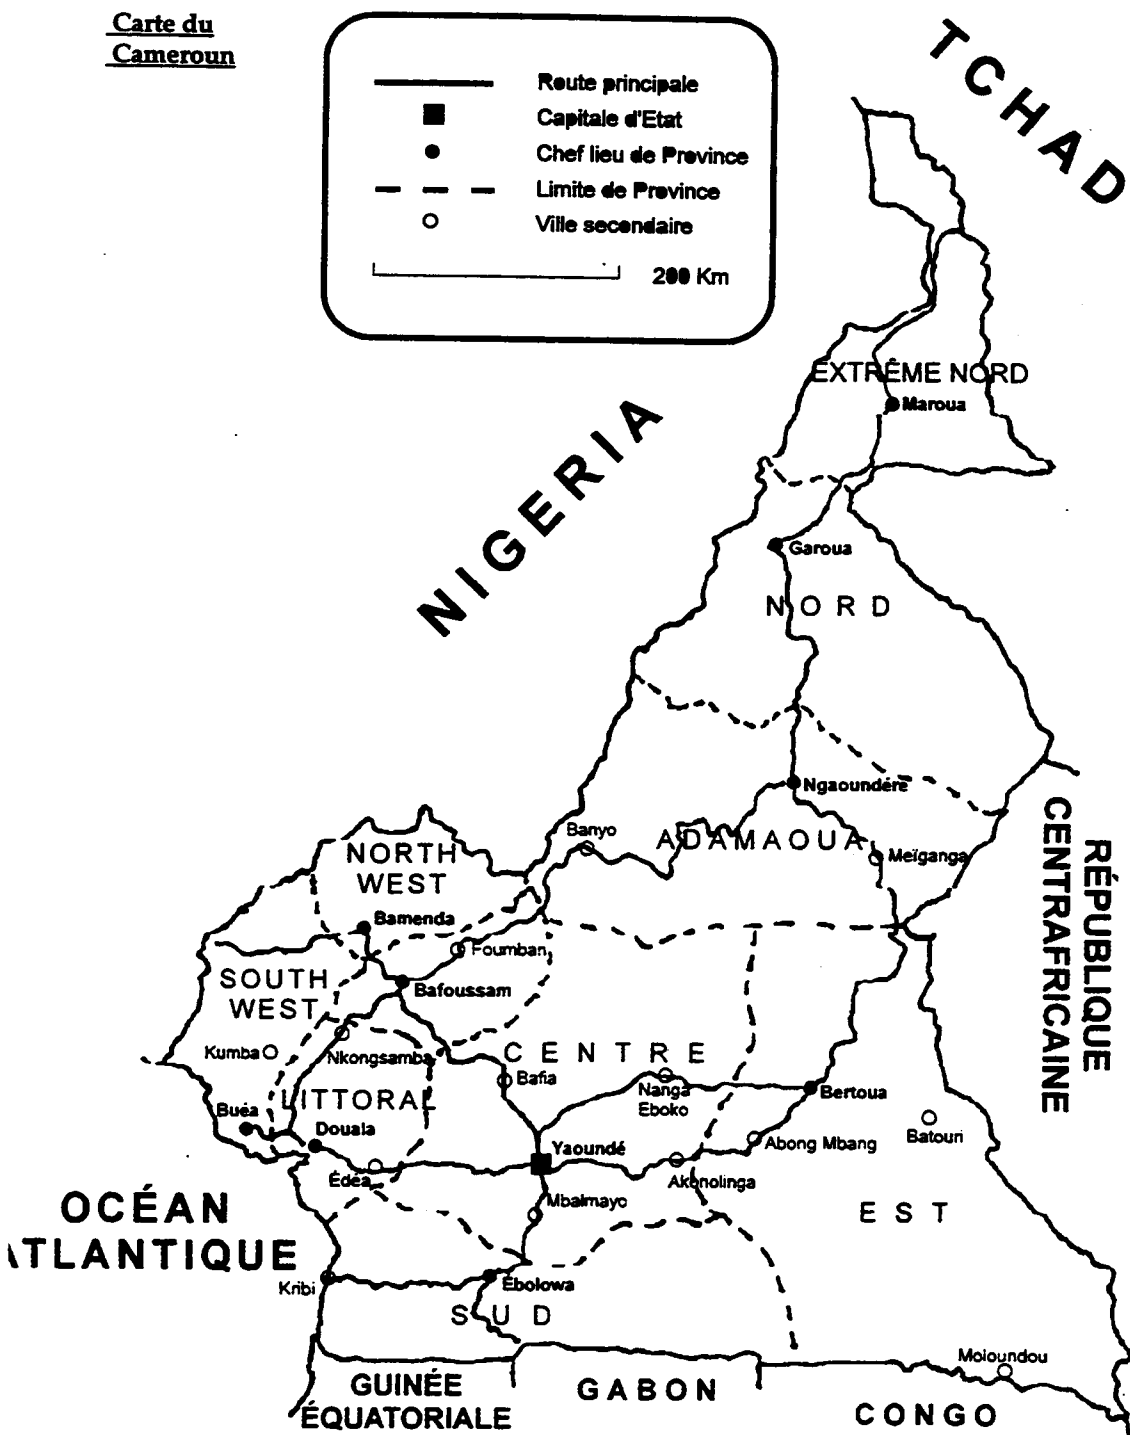 Carte du
Cameroun
Route principale
Capitale d'Etat
Chef lieu de Province
Limite de Province
Ville secondaire
200 Km
TCHAD
NIGERIA
EXTRÊME NORD
Maroua
Garoua
NORD
Ngaoundéré
Banyo
ADAMAOUA
Meïganga
NORTH
WEST
Bamenda
Foumban
SOUTH
WEST
Bafoussam
Kumba
Nkongsamba
CENTRE
Bafia
Nanga
Eboko
Bertoua
LITTORAL
Buéa
Douala
Yaoundé
Abong Mbang
Batouri
Édéa
Akonolinga
Mbalmayo
EST
OCÉAN
ATLANTIQUE
Kribi
Ébolowa
SUD
Moloundou
GUINÉE
ÉQUATORIALE
GABON
CONGO
RÉPUBLIQUE
CENTRAFRICAINE